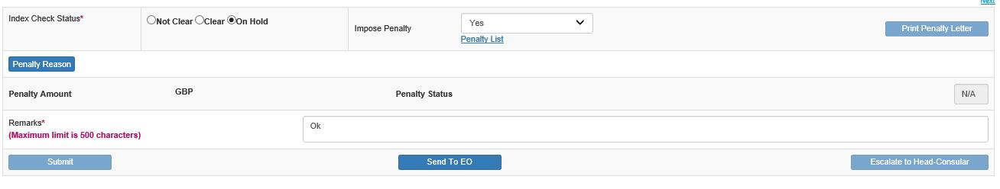 Next
Index Check Status*
Not Clear Clear On Hold
Impose Penalty
Yes
Penalty List
Print Penalty Letter
Penalty Reason
Penalty Amount
GBP
Penalty Status
N/A
Remarks*
(Maximum limit is 500 characters)
Ok
Submit
Send To EO
Escalate to Head-Consular